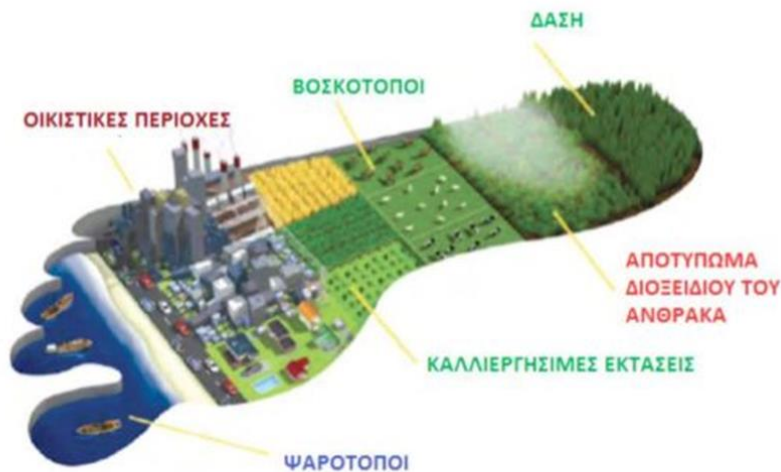 ΔΑΣΗ
ΒΟΣΚΟΤΟΠΟΙ
ΟΙΚΙΣΤΙΚΕΣ ΠΕΡΙΟΧΕΣ
ΑΠΟΤΥΠΩΜΑ
ΔΙΟΞΕΙΔΙΟΥ ΤΟΥ
ΑΝΘΡΑΚΑ
ΚΑΛΛΙΕΡΓΗΣΙΜΕΣ ΕΚΤΑΣΕΙΣ
ΨΑΡΟΤΟΠΟΙ